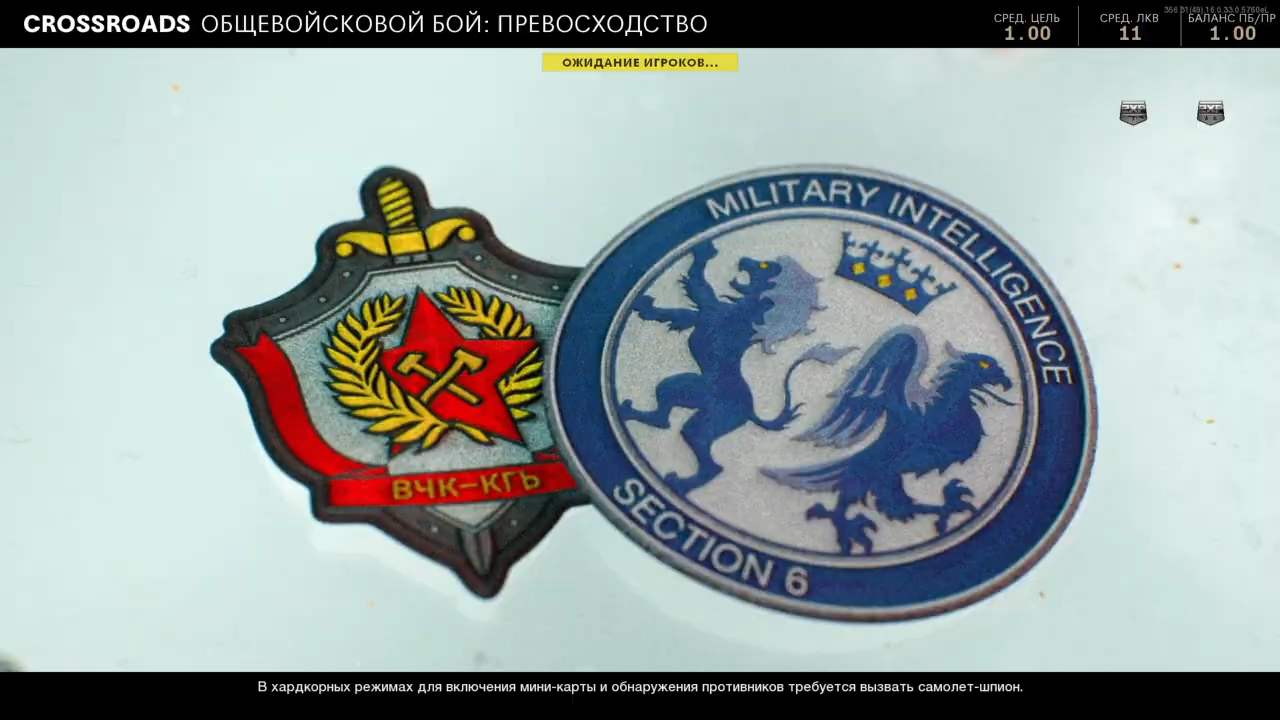 CROSSROADS ОБЩЕВОЙСКОВОЙ БОЙ: ПРЕВОСХОДСТВО
СРЕД. ЦЕЛЬ
1.00
СРЕД. ЛКВ
11
БАЛАНС ПБ/ПР
1.00
ОЖИДАНИЕ ИГРОКОВ...
MILITARY INTELLIGENCE
SECTION 6
ВЧК–КГЬ
В хардкорных режимах для включения мини-карты и обнаружения противников требуется вызвать самолет-шпион.